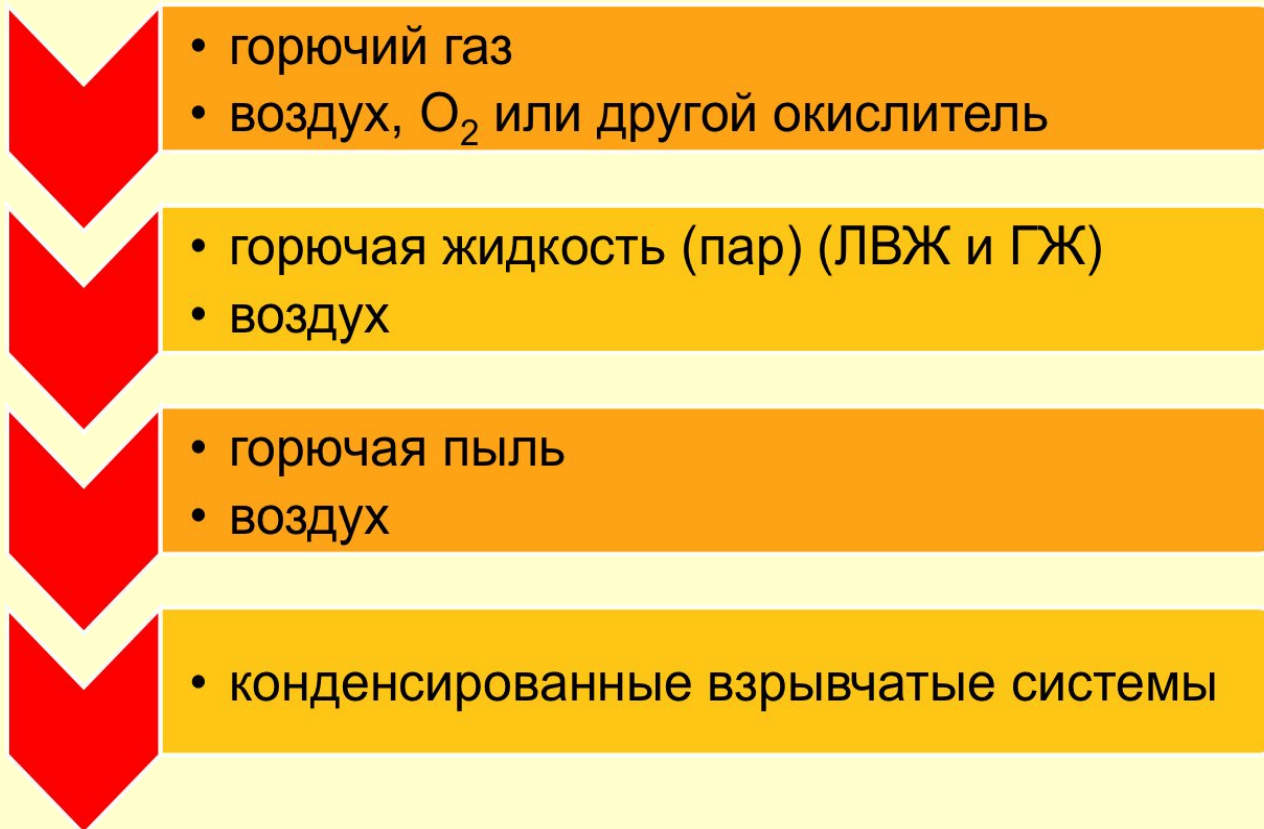 • горючий газ
• воздух, O₂ или другой окислитель
• горючая жидкость (пар) (ЛВЖ и ГЖ)
• воздух
• горючая пыль
• воздух
• конденсированные взрывчатые системы